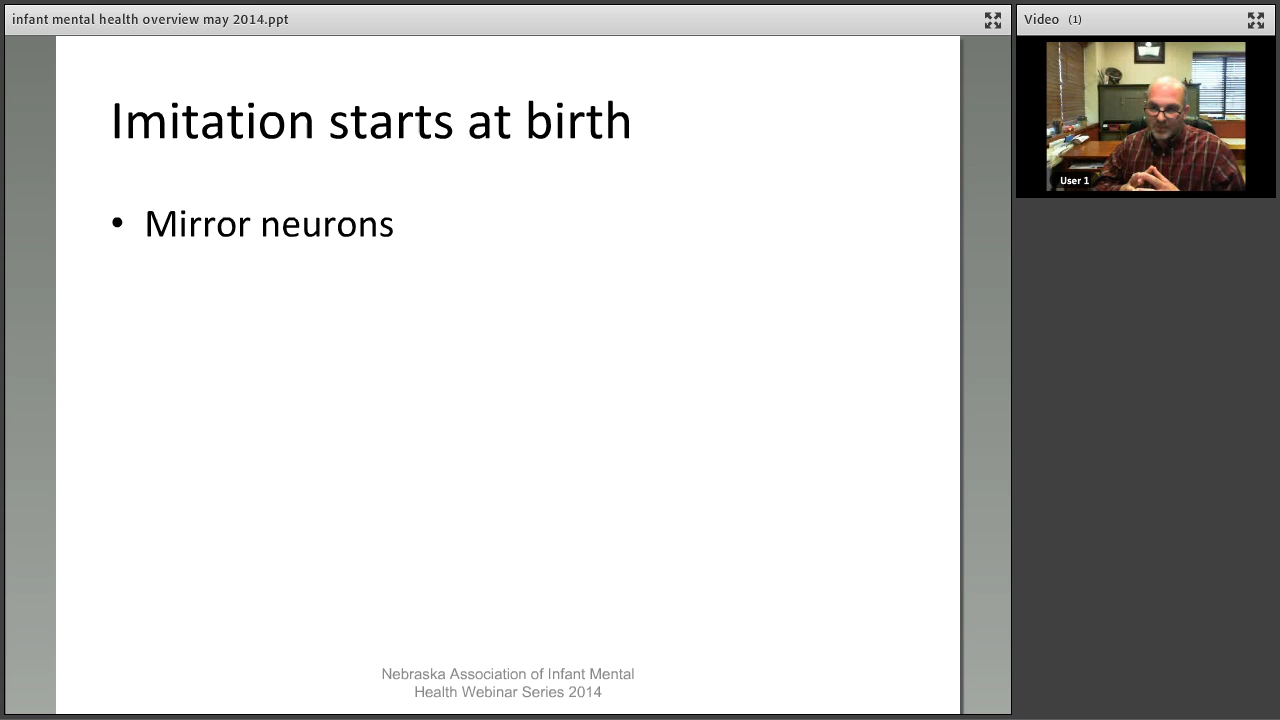 infant mental health overview may 2014.ppt
Video (1)
Imitation starts at birth
• Mirror neurons
User 1
Nebraska Association of Infant Mental
Health Webinar Series 2014